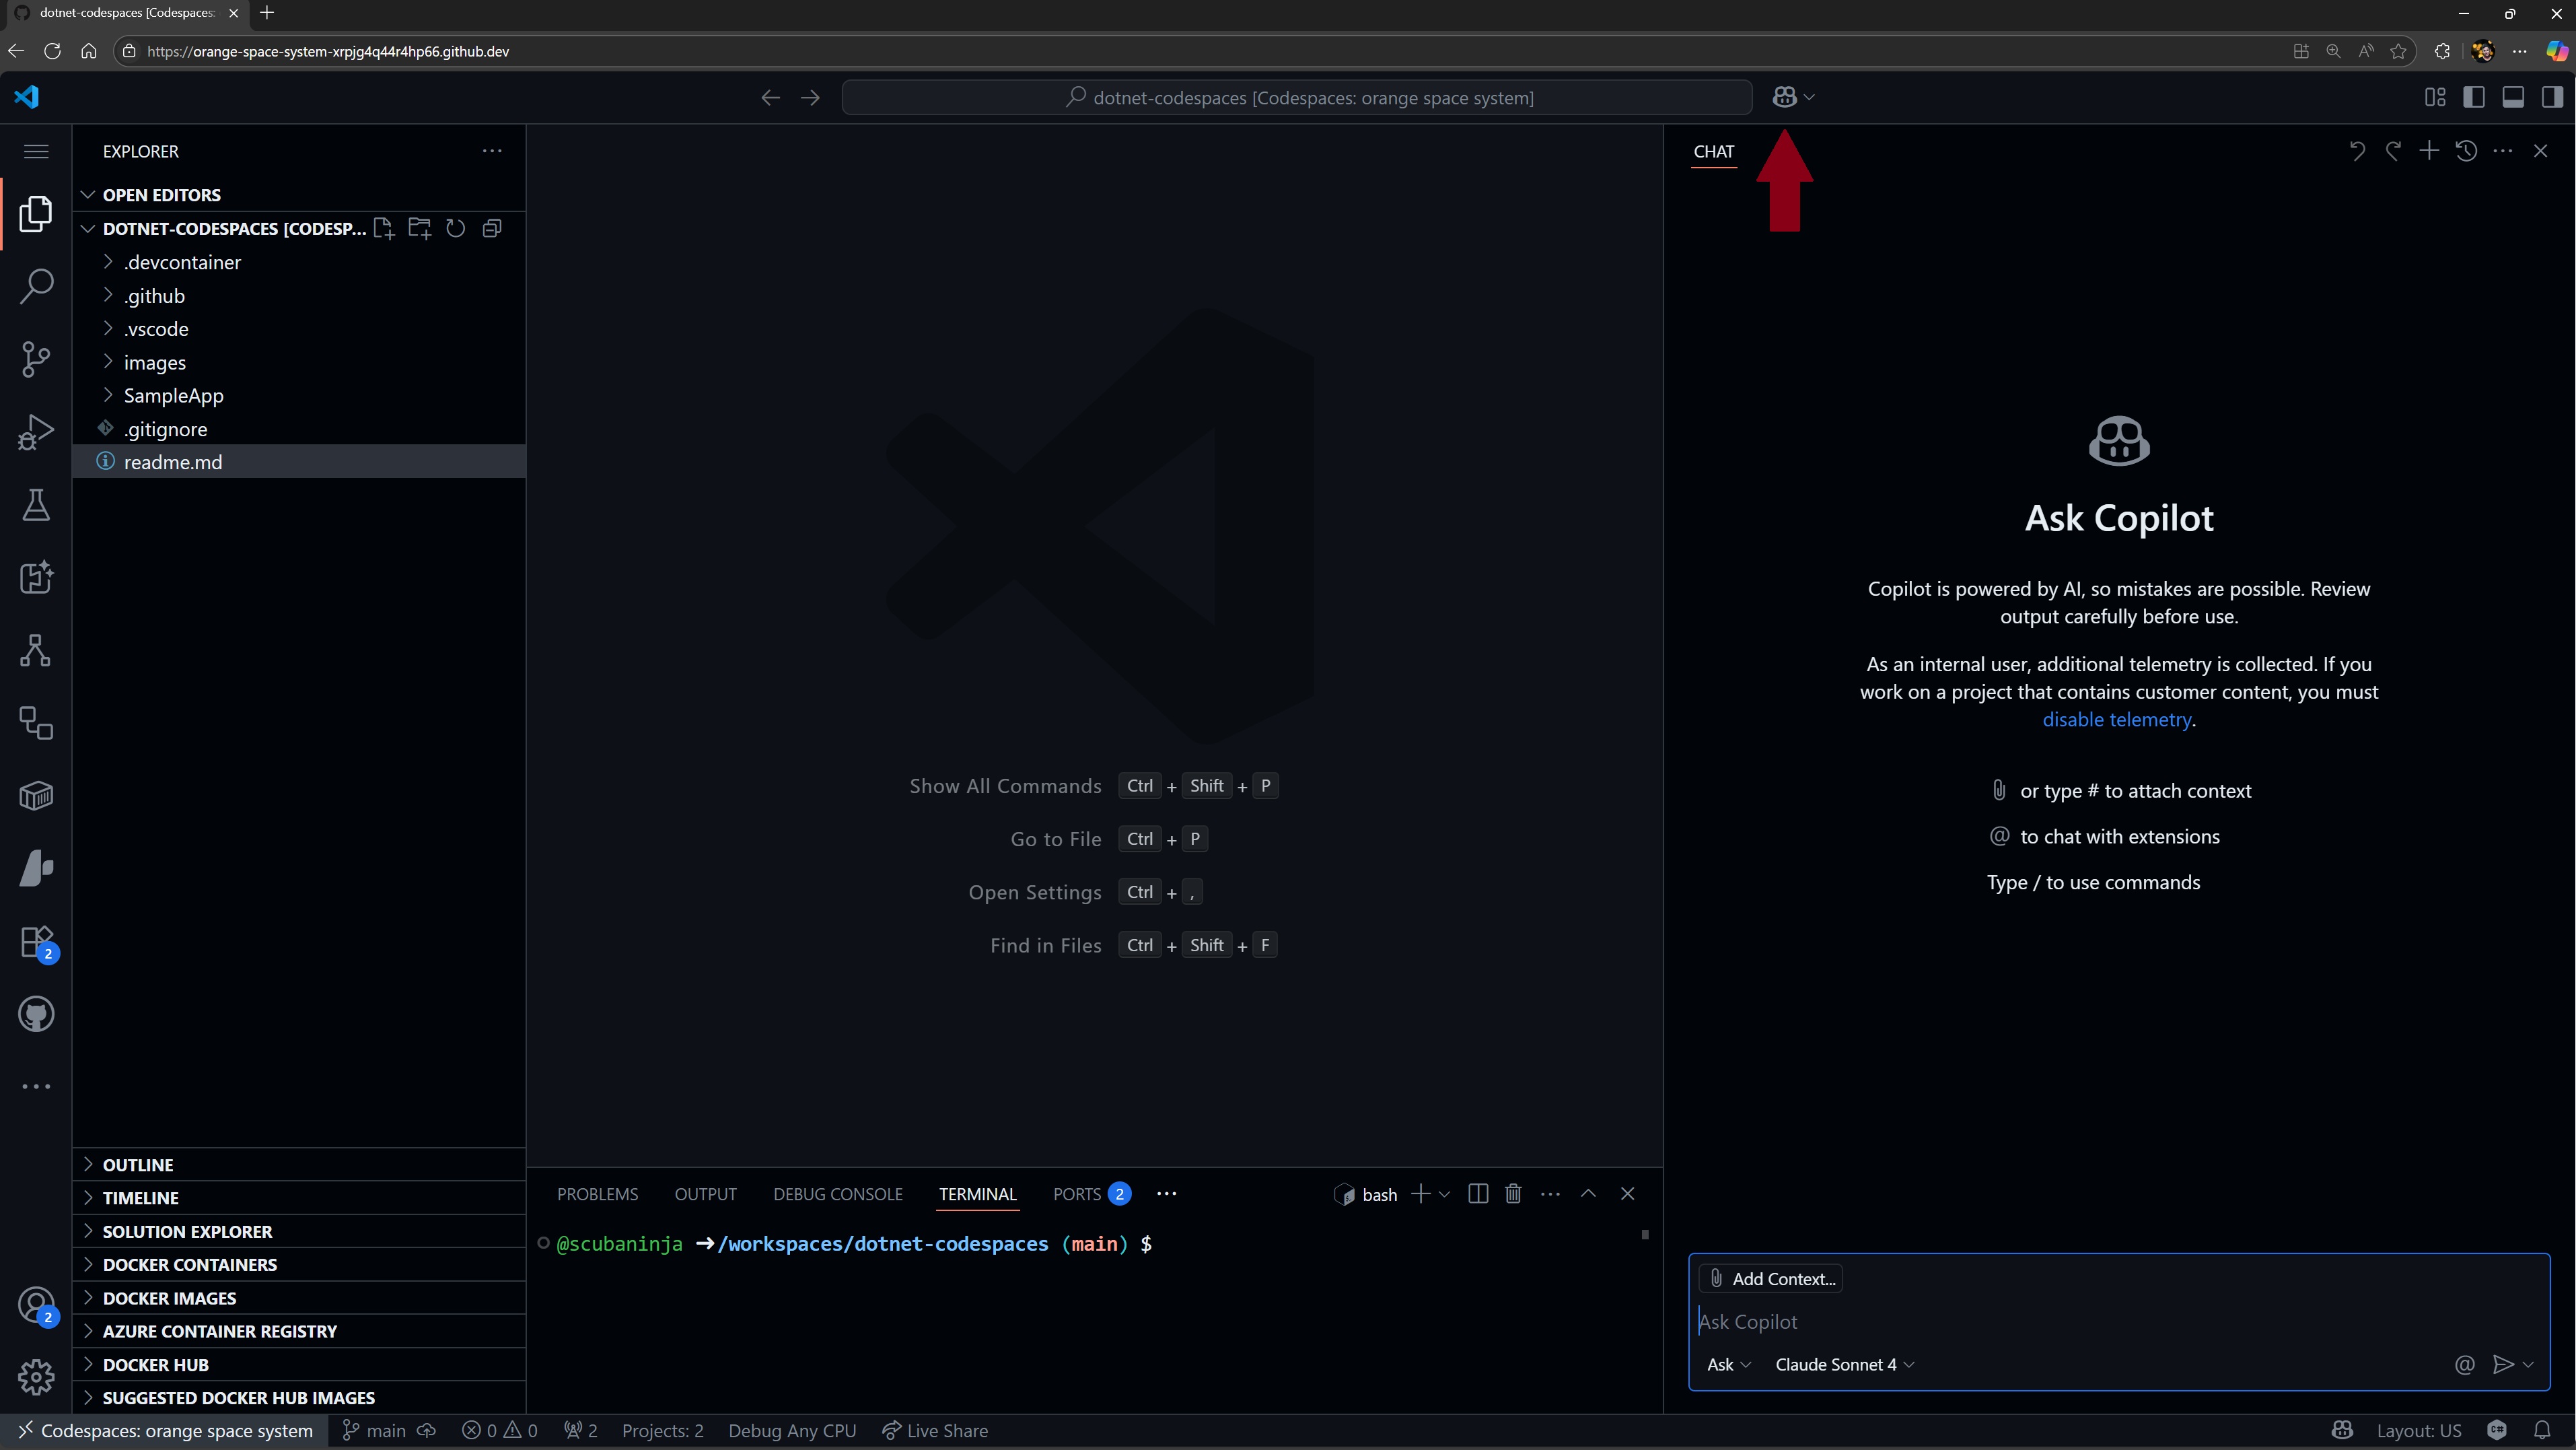 dotnet-codespaces [Codespaces:
https://orange-space-system-xrpjg4q44r4hp66.github.dev
dotnet-codespaces [Codespaces: orange space system]
EXPLORER
OPEN EDITORS
DOTNET-CODESPACES [CODESP...
.devcontainer
.github
.vscode
images
SampleApp
.gitignore
readme.md
2
2
OUTLINE
TIMELINE
SOLUTION EXPLORER
DOCKER CONTAINERS
DOCKER IMAGES
AZURE CONTAINER REGISTRY
DOCKER HUB
SUGGESTED DOCKER HUB IMAGES
Show All Commands Ctrl + Shift + P
Go to File Ctrl + P
Open Settings Ctrl + ,
Find in Files Ctrl + Shift + F
PROBLEMS OUTPUT DEBUG CONSOLE TERMINAL PORTS 2 ... bash
@scubaninja ➜ /workspaces/dotnet-codespaces (main) $
CHAT
Ask Copilot
Copilot is powered by AI, so mistakes are possible. Review
output carefully before use.
As an internal user, additional telemetry is collected. If you
work on a project that contains customer content, you must
disable telemetry.
or type # to attach context
@ to chat with extensions
Type / to use commands
Add Context...
Ask Copilot
Ask Claude Sonnet 4 @
Codespaces: orange space system main 0 0 2 Projects: 2 Debug Any CPU Live Share Layout: US C#